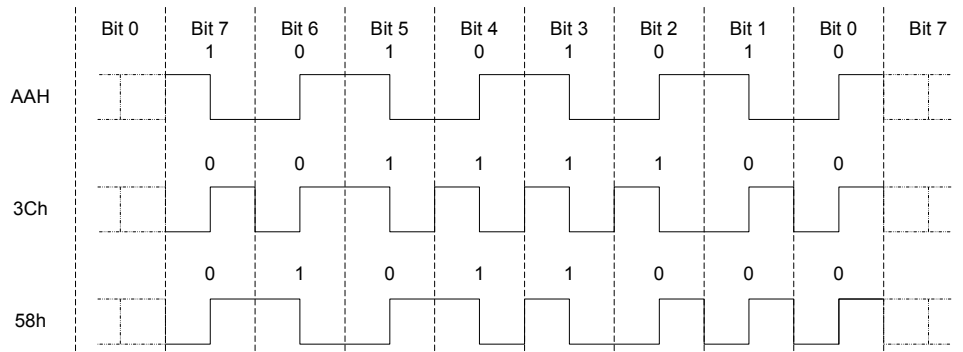 Bit 0 Bit 7 Bit 6 Bit 5 Bit 4 Bit 3 Bit 2 Bit 1 Bit 0 Bit 7
1 0 1 0 1 0 1 0
AAH
0 0 1 1 1 1 0 0
3Ch
0 1 0 1 1 0 0 0
58h